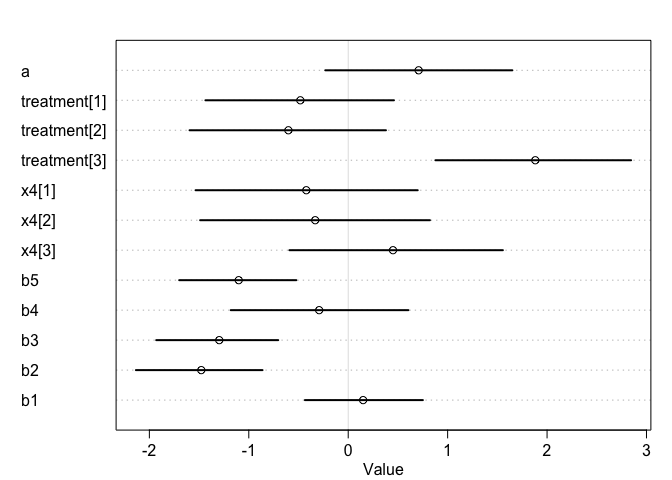 a
treatment[1]
treatment[2]
treatment[3]
x4[1]
x4[2]
x4[3]
b5
b4
b3
b2
b1
-2 -1 0 1 2 3
Value